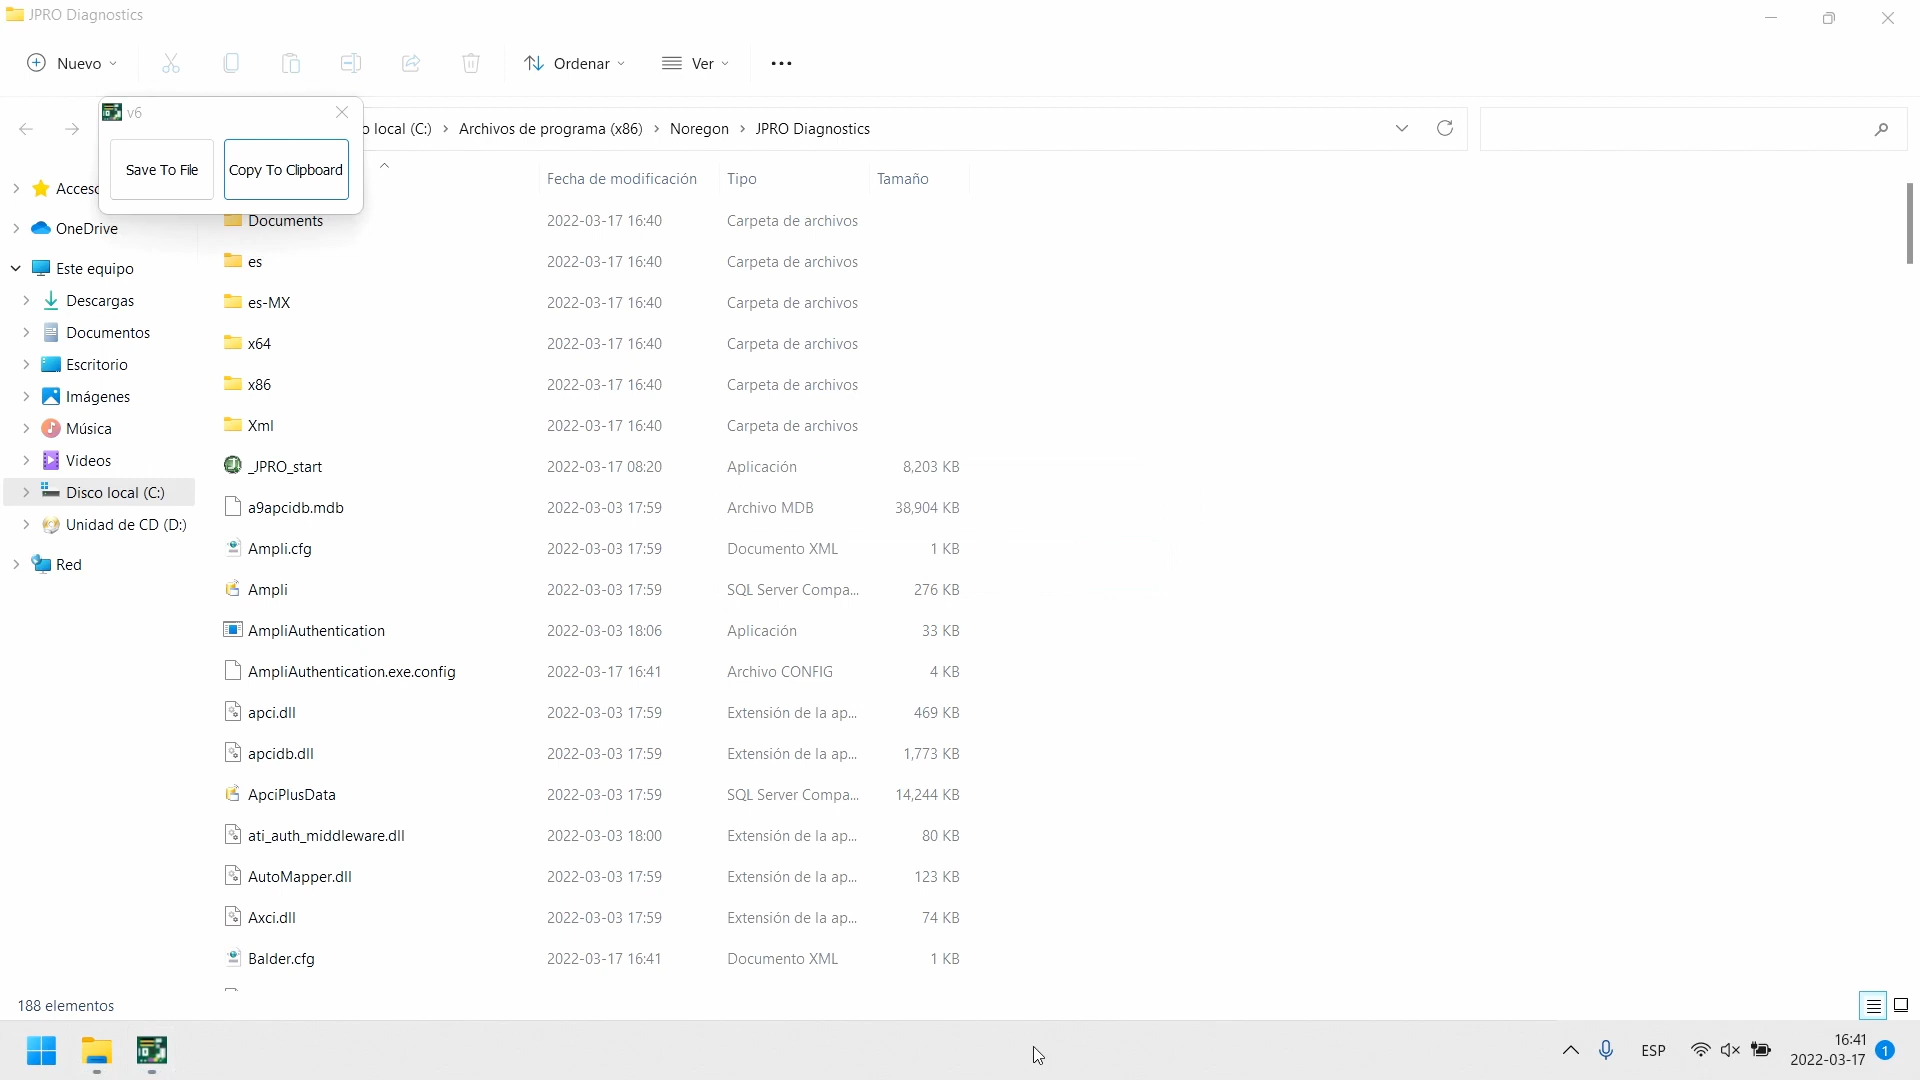 JPRO Diagnostics
Nuevo
Ordenar
Ver
v6
Save To File
Copy To Clipboard
local (C:) > Archivos de programa (x86) > Noregon > JPRO Diagnostics
Fecha de modificación Tipo Tamaño
OneDrive
Este equipo
Descargas
Documentos
Escritorio
Imágenes
Música
Videos
Disco local (C:)
Unidad de CD (D:)
Red
Documents 2022-03-17 16:40 Carpeta de archivos
es 2022-03-17 16:40 Carpeta de archivos
es-MX 2022-03-17 16:40 Carpeta de archivos
x64 2022-03-17 16:40 Carpeta de archivos
x86 2022-03-17 16:40 Carpeta de archivos
Xml 2022-03-17 16:40 Carpeta de archivos
_JPRO_start 2022-03-17 08:20 Aplicación 8,203 KB
a9apcidb.mdb 2022-03-03 17:59 Archivo MDB 38,904 KB
Ampli.cfg 2022-03-03 17:59 Documento XML 1 KB
Ampli 2022-03-03 17:59 SQL Server Compa... 276 KB
AmpliAuthentication 2022-03-03 18:06 Aplicación 33 KB
AmpliAuthentication.exe.config 2022-03-17 16:41 Archivo CONFIG 4 KB
apci.dll 2022-03-03 17:59 Extensión de la ap... 469 KB
apcidb.dll 2022-03-03 17:59 Extensión de la ap... 1,773 KB
ApciPlusData 2022-03-03 17:59 SQL Server Compa... 14,244 KB
ati_auth_middleware.dll 2022-03-03 18:00 Extensión de la ap... 80 KB
AutoMapper.dll 2022-03-03 17:59 Extensión de la ap... 123 KB
Axci.dll 2022-03-03 17:59 Extensión de la ap... 74 KB
Balder.cfg 2022-03-17 16:41 Documento XML 1 KB
188 elementos
ESP
16:41
2022-03-17
1